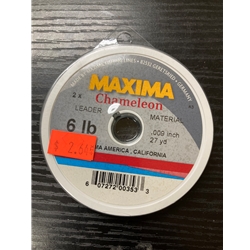 MAXIMA
Chameleon
LEADER MATERIAL
6 lb
.009 inch
27 yd
MA AMERICA, CALIFORNIA
6 07272 00353 3